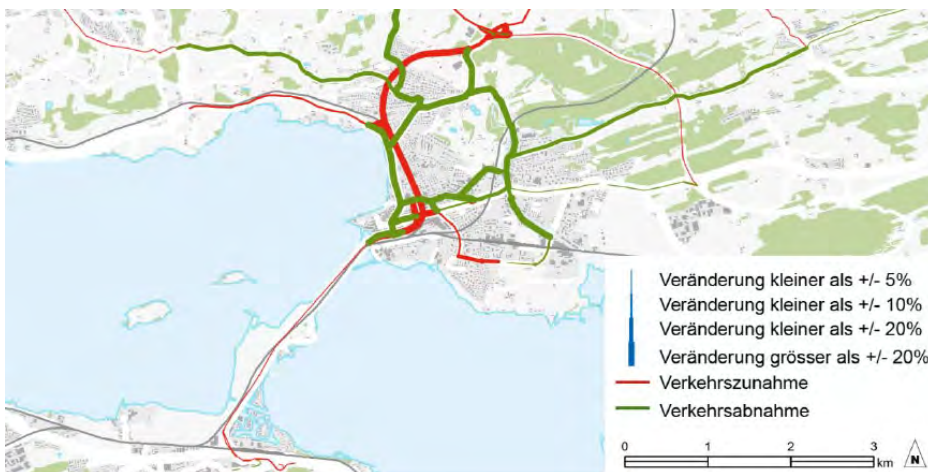 Veränderung kleiner als +/- 5%
Veränderung kleiner als +/- 10%
Veränderung kleiner als +/- 20%
Veränderung grösser als +/- 20%
Verkehrszunahme
Verkehrsabnahme
0 1 2 3
km N